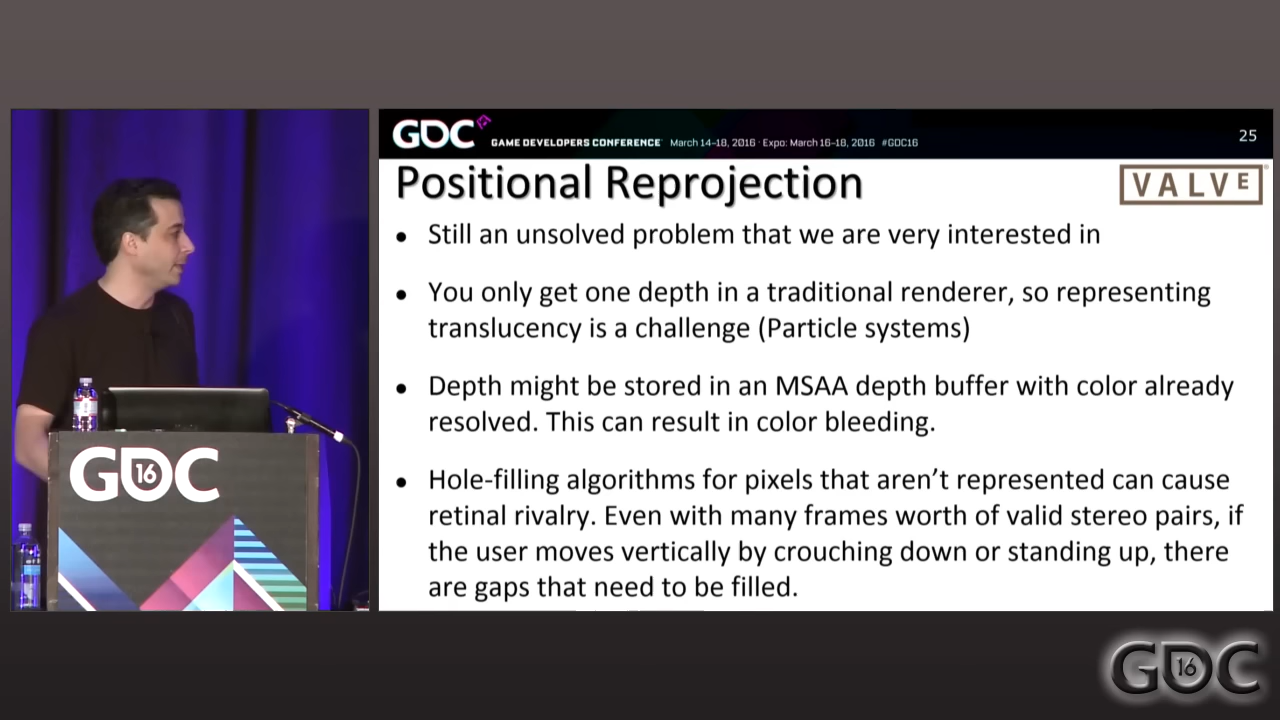 GDC
GAME DEVELOPERS CONFERENCE March 14-18, 2016 · Expo: March 16-18, 2016 #GDC16
25
Positional Reprojection
VALVE
• Still an unsolved problem that we are very interested in
• You only get one depth in a traditional renderer, so representing
translucency is a challenge (Particle systems)
• Depth might be stored in an MSAA depth buffer with color already
resolved. This can result in color bleeding.
• Hole-filling algorithms for pixels that aren’t represented can cause
retinal rivalry. Even with many frames worth of valid stereo pairs, if
the user moves vertically by crouching down or standing up, there
are gaps that need to be filled.
GDC 16
GDC 16